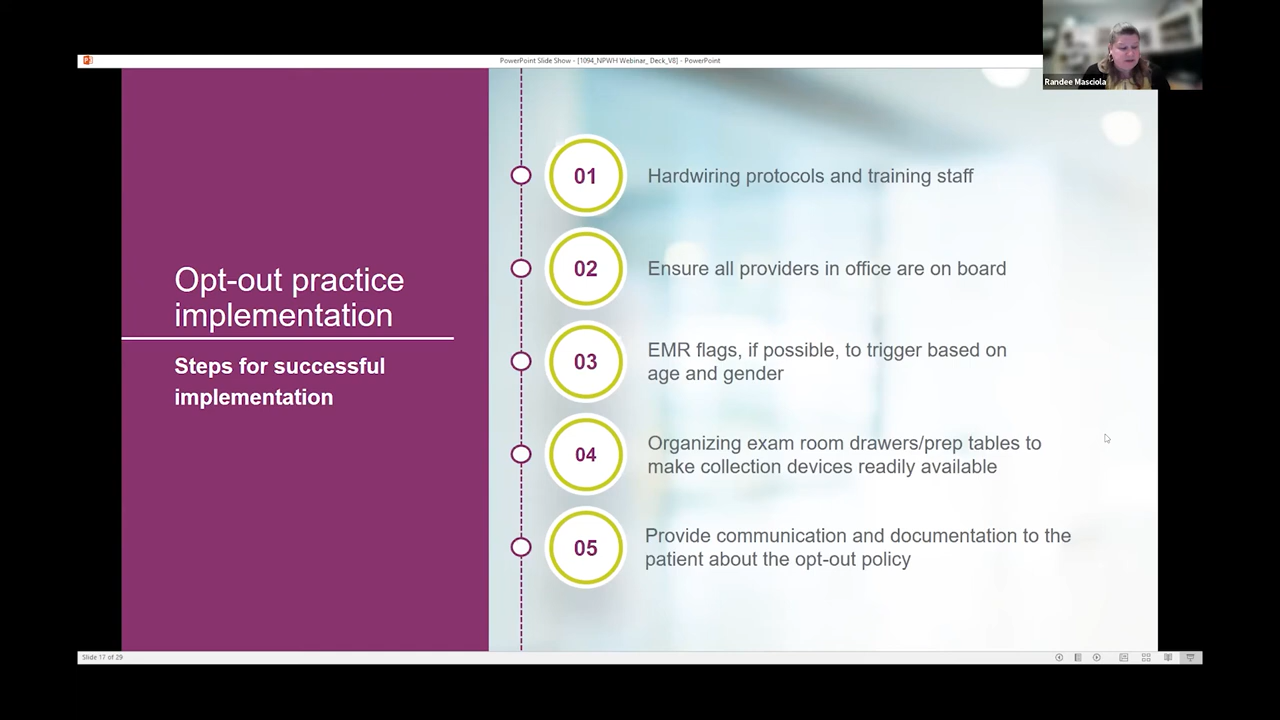 PowerPoint Slide Show - [1094_NPWH Webinar_ Deck_V8] - PowerPoint
Randee Masciola
Opt-out practice
implementation
Steps for successful
implementation
01
Hardwiring protocols and training staff
02
Ensure all providers in office are on board
03
EMR flags, if possible, to trigger based on
age and gender
04
Organizing exam room drawers/prep tables to
make collection devices readily available
05
Provide communication and documentation to the
patient about the opt-out policy
Slide 17 of 29